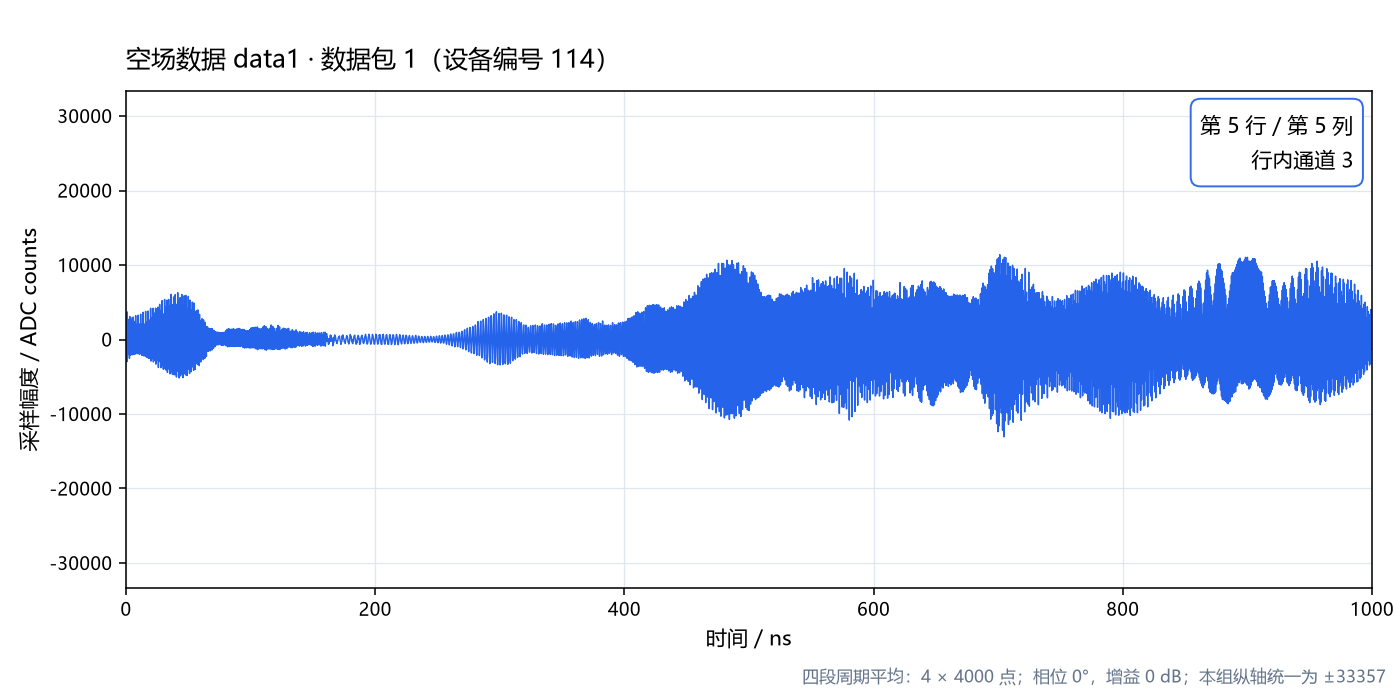 空场数据 data1 · 数据包 1（设备编号 114）
第 5 行 / 第 5 列
行内通道 3
30000
20000
10000
0
-10000
-20000
-30000
采样幅度 / ADC counts
0 200 400 600 800 1000
时间 / ns
四段周期平均：4 × 4000 点；相位 0°，增益 0 dB；本组纵轴统一为 ±33357